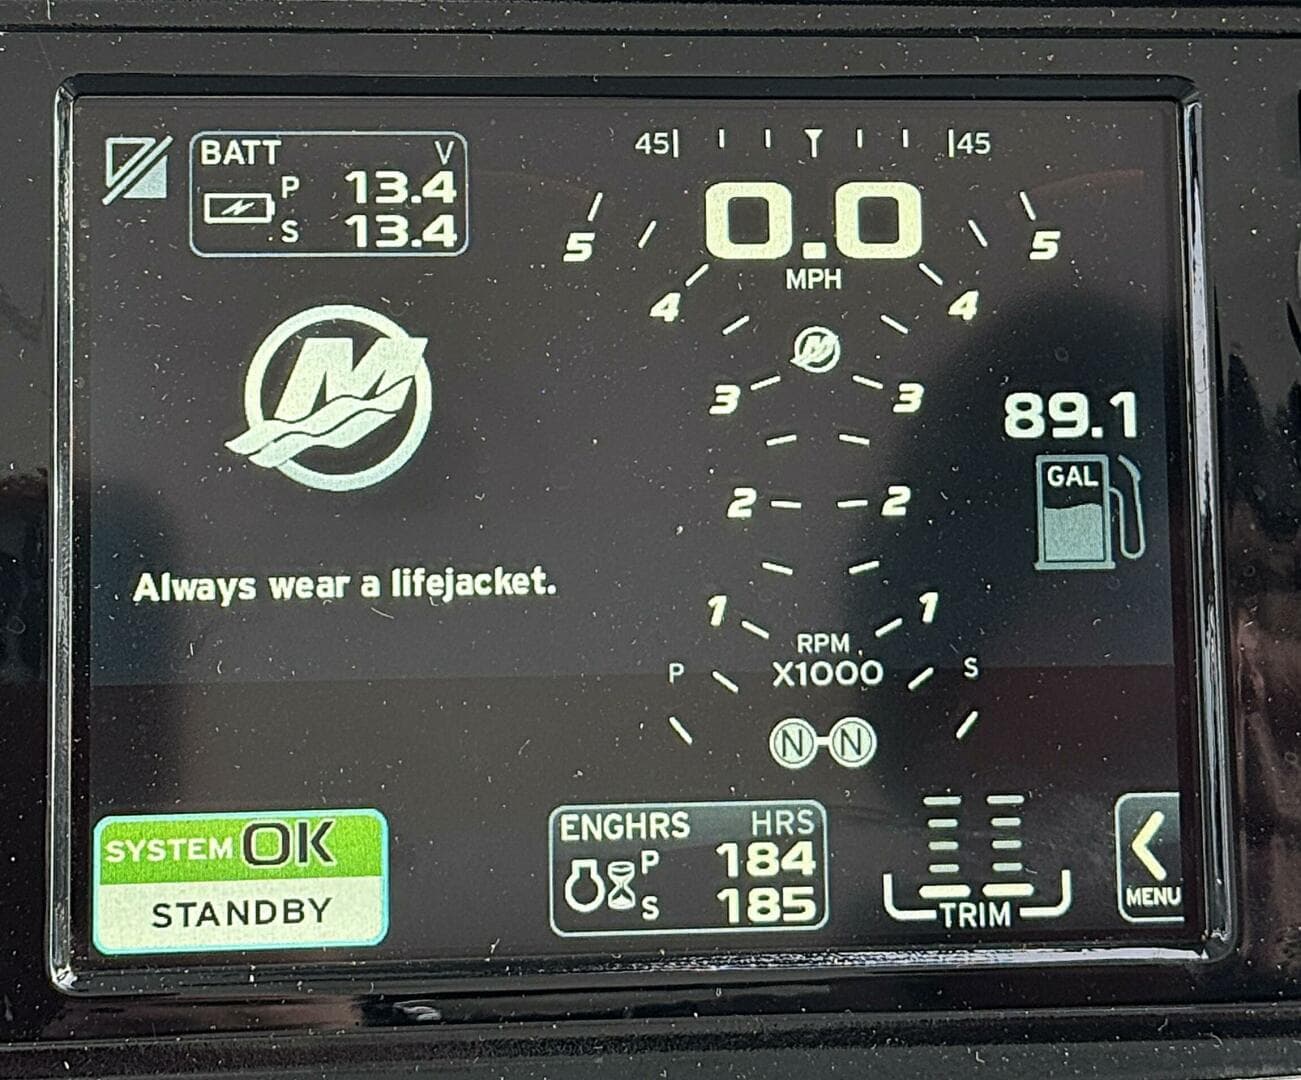 BATT V
P 13.4
S 13.4
45 45
0.0
MPH
5 5
4 4
3 3
2 2
1 1
RPM
X1000
P S
N N
89.1
GAL
M
Always wear a lifejacket.
SYSTEM OK
STANDBY
ENGHRS HRS
P 184
S 185
TRIM
MENU